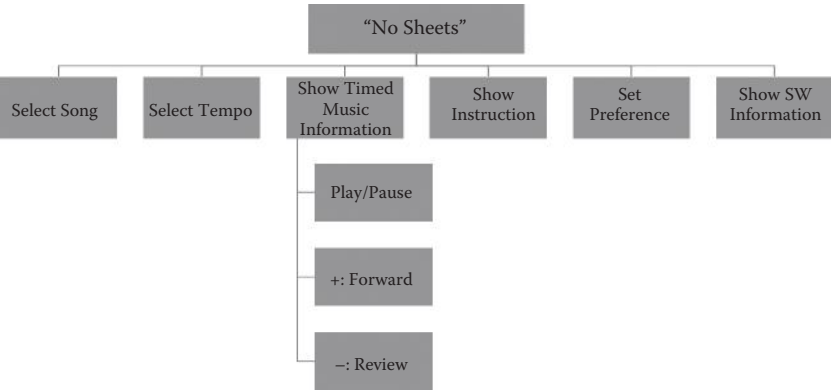 “No Sheets”
Select Song
Select Tempo
Show Timed
Music
Information
Show
Instruction
Set
Preference
Show SW
Information
Play/Pause
+: Forward
–: Review